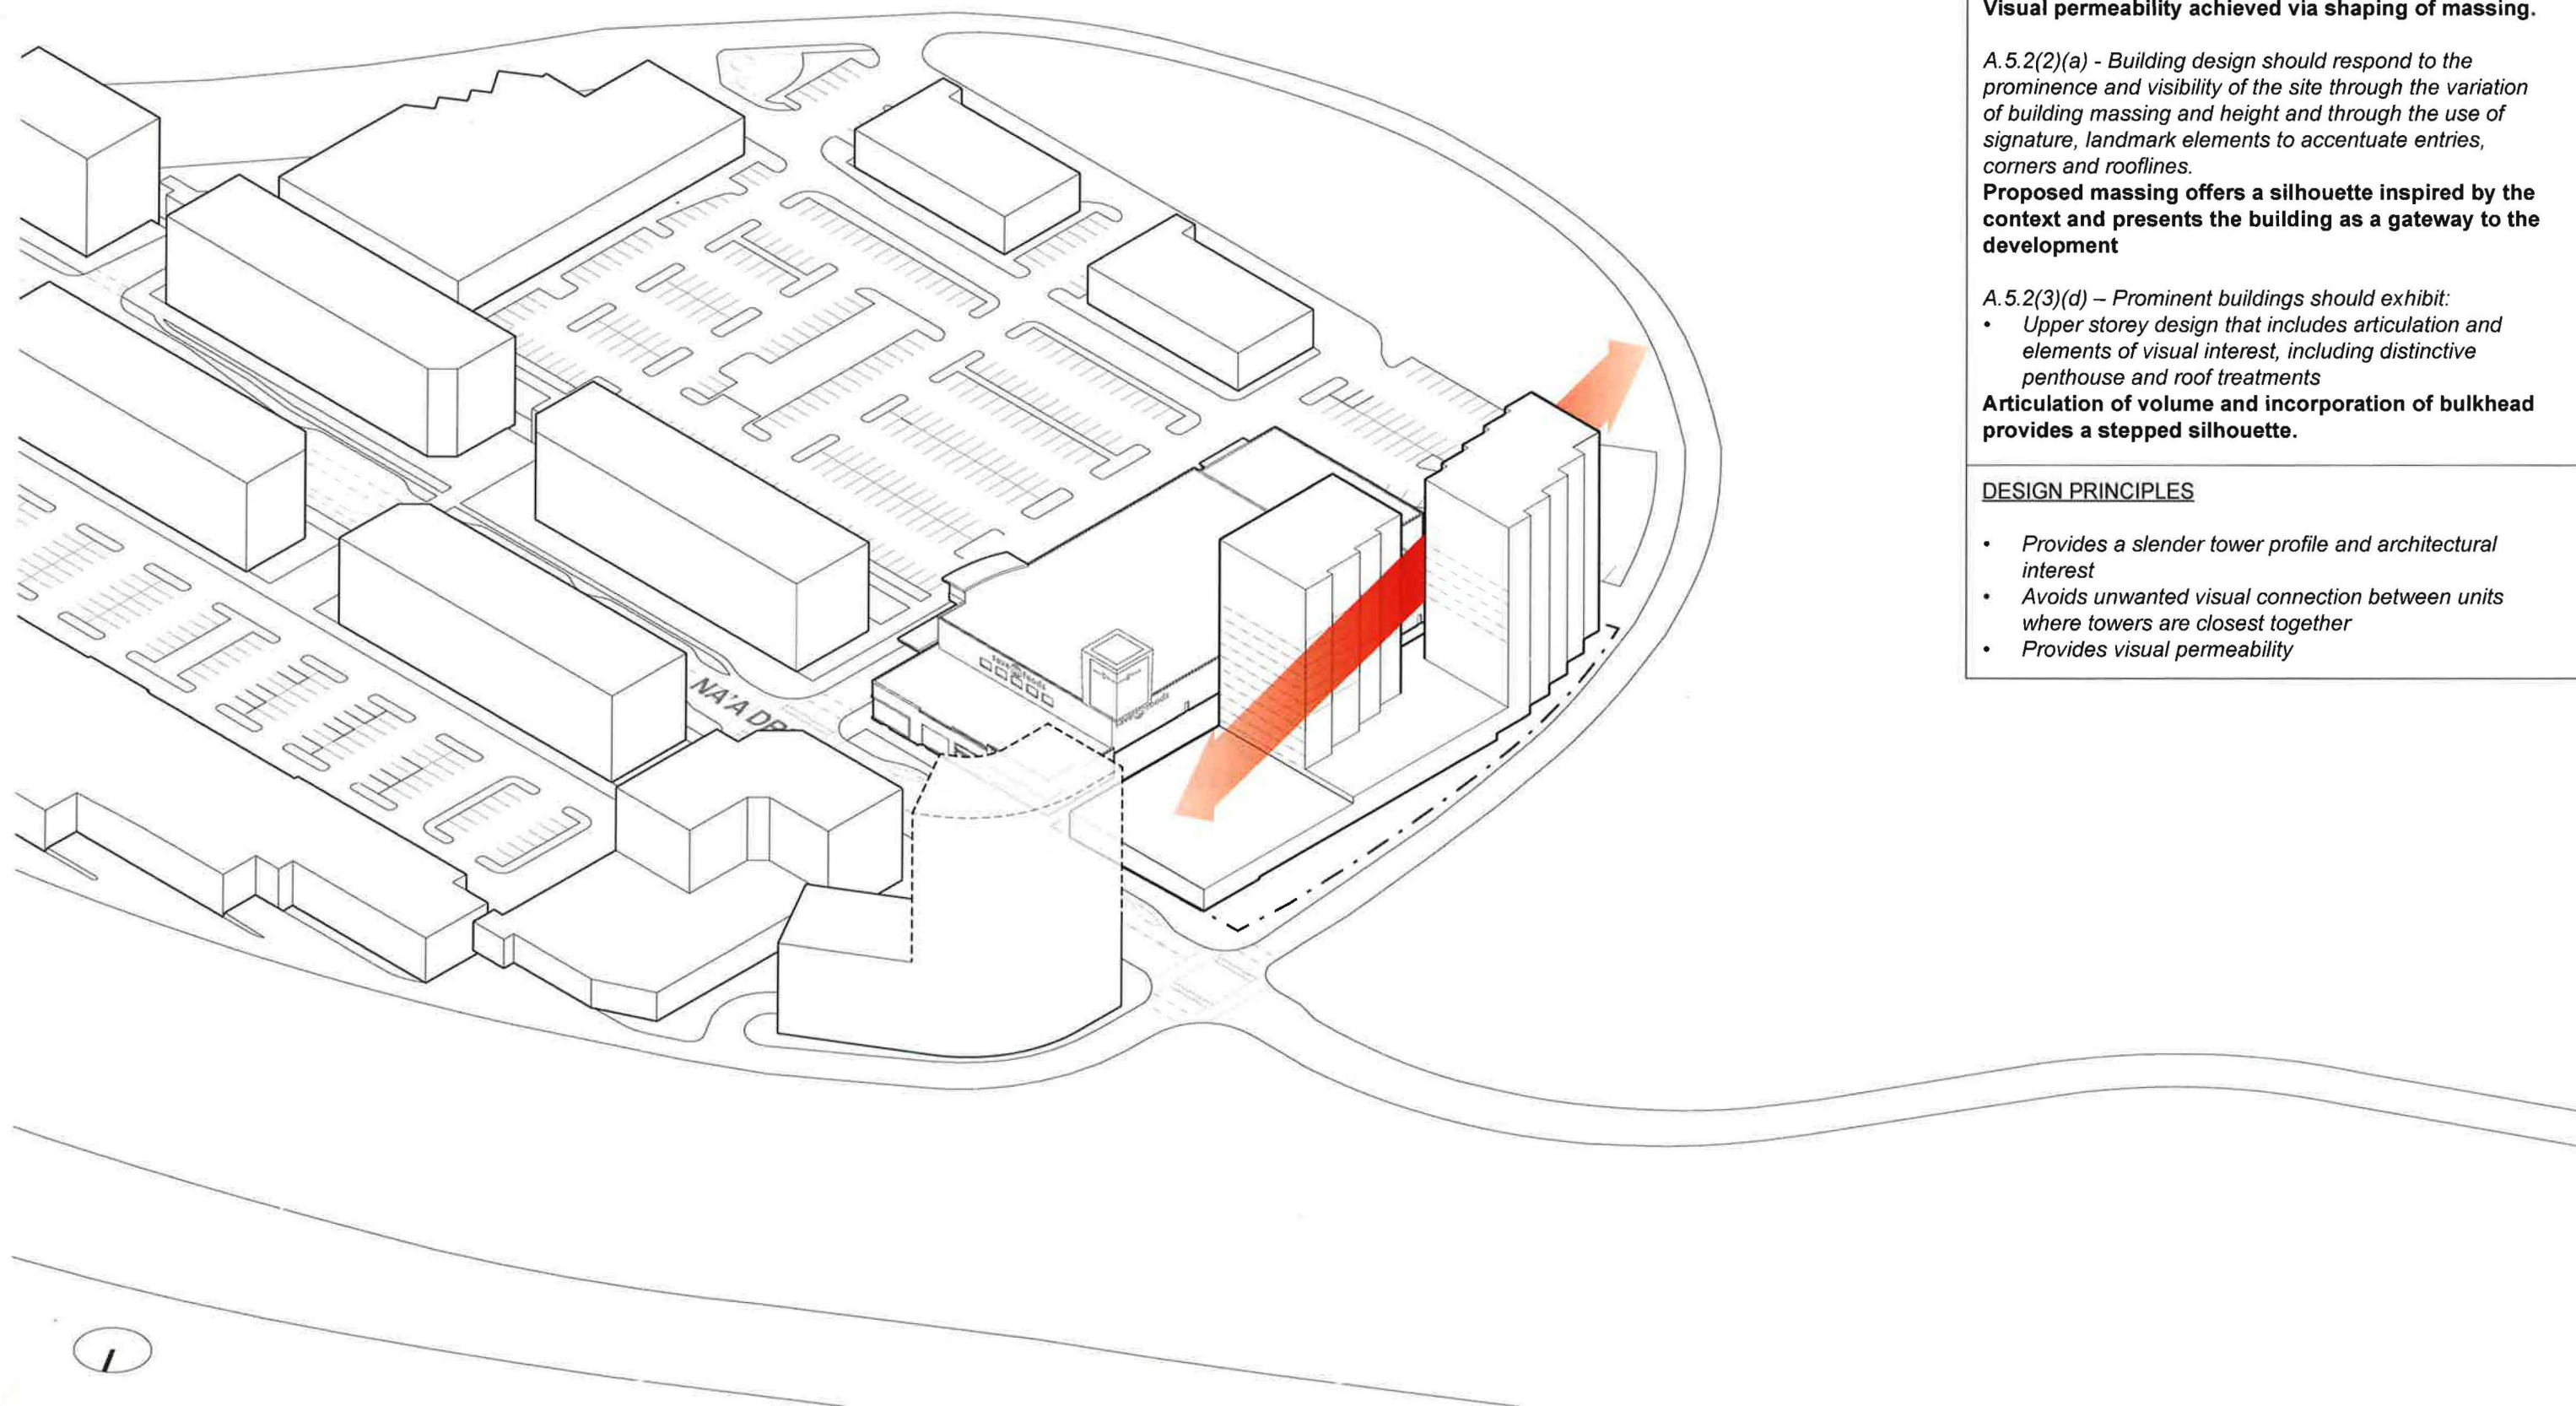 Visual permeability achieved via shaping of massing.
A.5.2(2)(a) - Building design should respond to the
prominence and visibility of the site through the variation
of building massing and height and through the use of
signature, landmark elements to accentuate entries,
corners and rooflines.
Proposed massing offers a silhouette inspired by the
context and presents the building as a gateway to the
development
A.5.2(3)(d) – Prominent buildings should exhibit:
• Upper storey design that includes articulation and
elements of visual interest, including distinctive
penthouse and roof treatments
Articulation of volume and incorporation of bulkhead
provides a stepped silhouette.
DESIGN PRINCIPLES
• Provides a slender tower profile and architectural
interest
• Avoids unwanted visual connection between units
where towers are closest together
• Provides visual permeability
NA'A